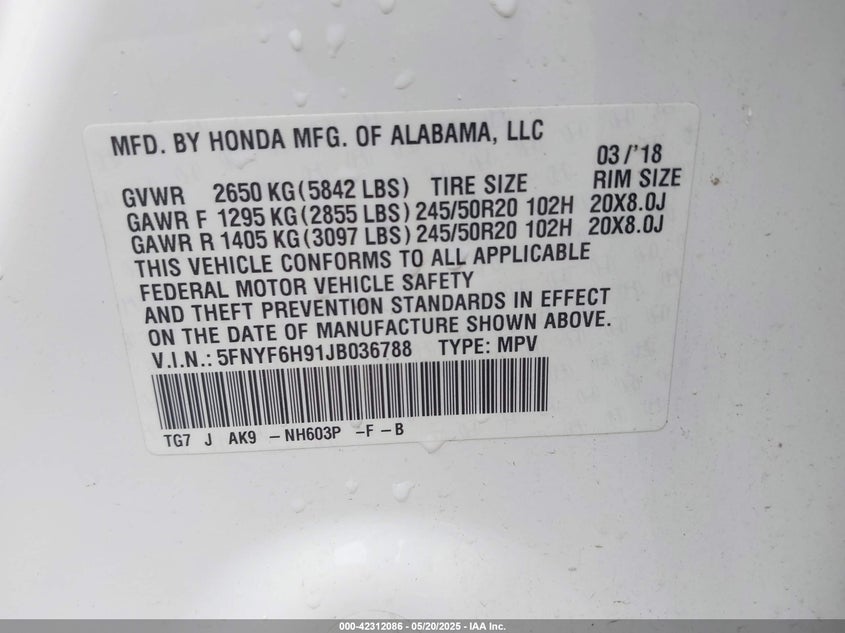 MFD. BY HONDA MFG. OF ALABAMA, LLC
03/'18
GVWR 2650 KG (5842 LBS) TIRE SIZE RIM SIZE
GAWR F 1295 KG (2855 LBS) 245/50R20 102H 20X8.0J
GAWR R 1405 KG (3097 LBS) 245/50R20 102H 20X8.0J
THIS VEHICLE CONFORMS TO ALL APPLICABLE
FEDERAL MOTOR VEHICLE SAFETY
AND THEFT PREVENTION STANDARDS IN EFFECT
ON THE DATE OF MANUFACTURE SHOWN ABOVE.
V.I.N.: 5FNYF6H91JB036788 TYPE: MPV
TG7 J AK9 -NH603P -F-B
000-42312086 - 05/20/2025 - IAA Inc.